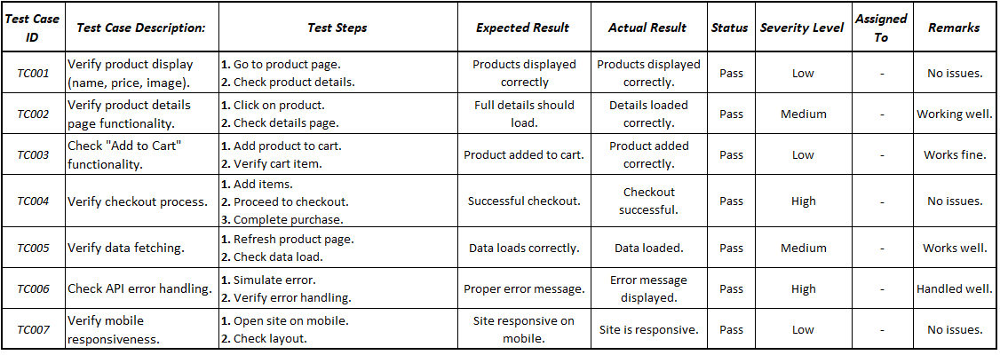 Test Case ID | Test Case Description: | Test Steps | Expected Result | Actual Result | Status | Severity Level | Assigned To | Remarks
TC001 | Verify product display (name, price, image). | 1. Go to product page. 2. Check product details. | Products displayed correctly | Products displayed correctly. | Pass | Low | - | No issues.
TC002 | Verify product details page functionality. | 1. Click on product. 2. Check details page. | Full details should load. | Details loaded correctly. | Pass | Medium | - | Working well.
TC003 | Check "Add to Cart" functionality. | 1. Add product to cart. 2. Verify cart item. | Product added to cart. | Product added correctly. | Pass | Low | - | Works fine.
TC004 | Verify checkout process. | 1. Add items. 2. Proceed to checkout. 3. Complete purchase. | Successful checkout. | Checkout successful. | Pass | High | - | No issues.
TC005 | Verify data fetching. | 1. Refresh product page. 2. Check data load. | Data loads correctly. | Data loaded. | Pass | Medium | - | Works well.
TC006 | Check API error handling. | 1. Simulate error. 2. Verify error handling. | Proper error message. | Error message displayed. | Pass | High | - | Handled well.
TC007 | Verify mobile responsiveness. | 1. Open site on mobile. 2. Check layout. | Site responsive on mobile. | Site is responsive. | Pass | Low | - | No issues.